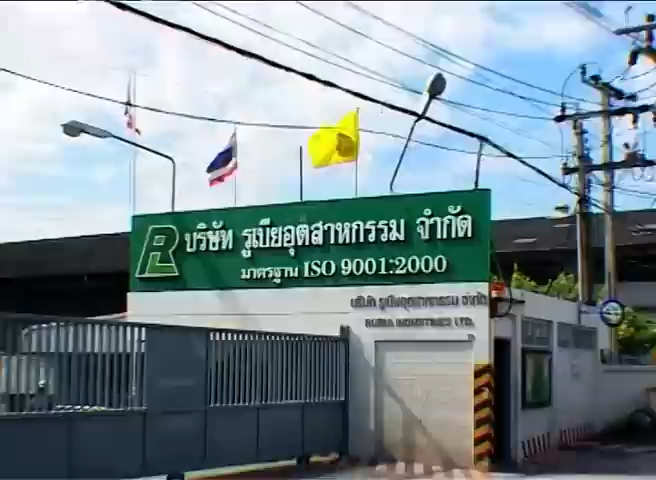 RL
บริษัท รูเบียอุตสาหกรรม จำกัด
มาตรฐาน ISO 9001:2000
บริษัท รูเบียอุตสาหกรรม จำกัด
RUBIA INDUSTRIES LTD.